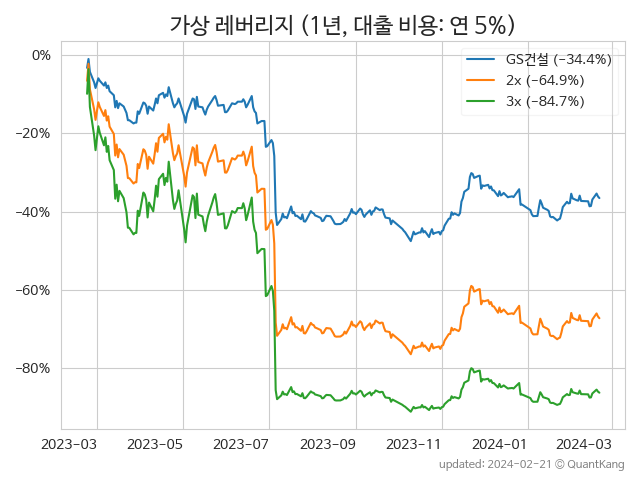 가상 레버리지 (1년, 대출 비용: 연 5%)
GS건설 (−34.4%)
2x (−64.9%)
3x (−84.7%)
0%
−20%
−40%
−60%
−80%
2023-03 2023-05 2023-07 2023-09 2023-11 2024-01 2024-03
updated: 2024-02-21 © QuantKang